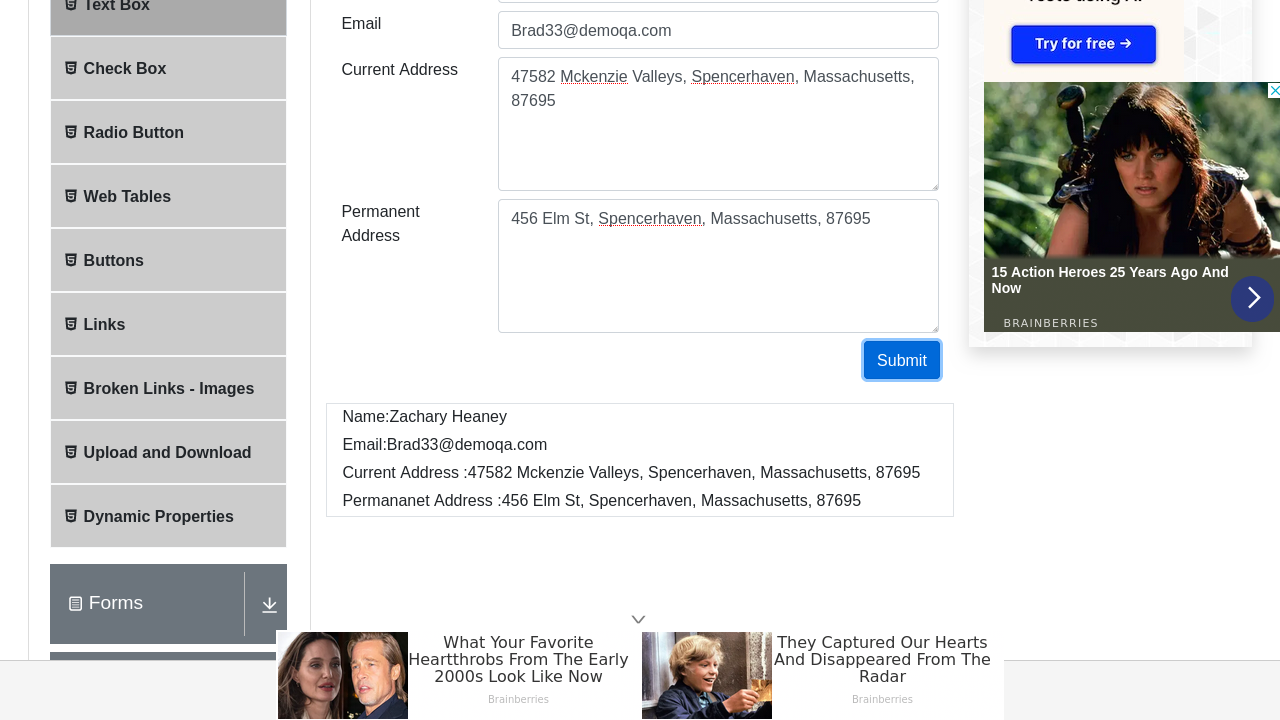 Text Box
Check Box
Radio Button
Web Tables
Buttons
Links
Broken Links - Images
Upload and Download
Dynamic Properties
Forms
Email
Brad33@demoqa.com
Current Address
47582 Mckenzie Valleys, Spencerhaven, Massachusetts,
87695
Permanent
Address
456 Elm St, Spencerhaven, Massachusetts, 87695
Submit
Name:Zachary Heaney
Email:Brad33@demoqa.com
Current Address :47582 Mckenzie Valleys, Spencerhaven, Massachusetts, 87695
Permananet Address :456 Elm St, Spencerhaven, Massachusetts, 87695
Try for free →
15 Action Heroes 25 Years Ago And
Now
BRAINBERRIES
What Your Favorite
Heartthrobs From The Early
2000s Look Like Now
Brainberries
They Captured Our Hearts
And Disappeared From The
Radar
Brainberries